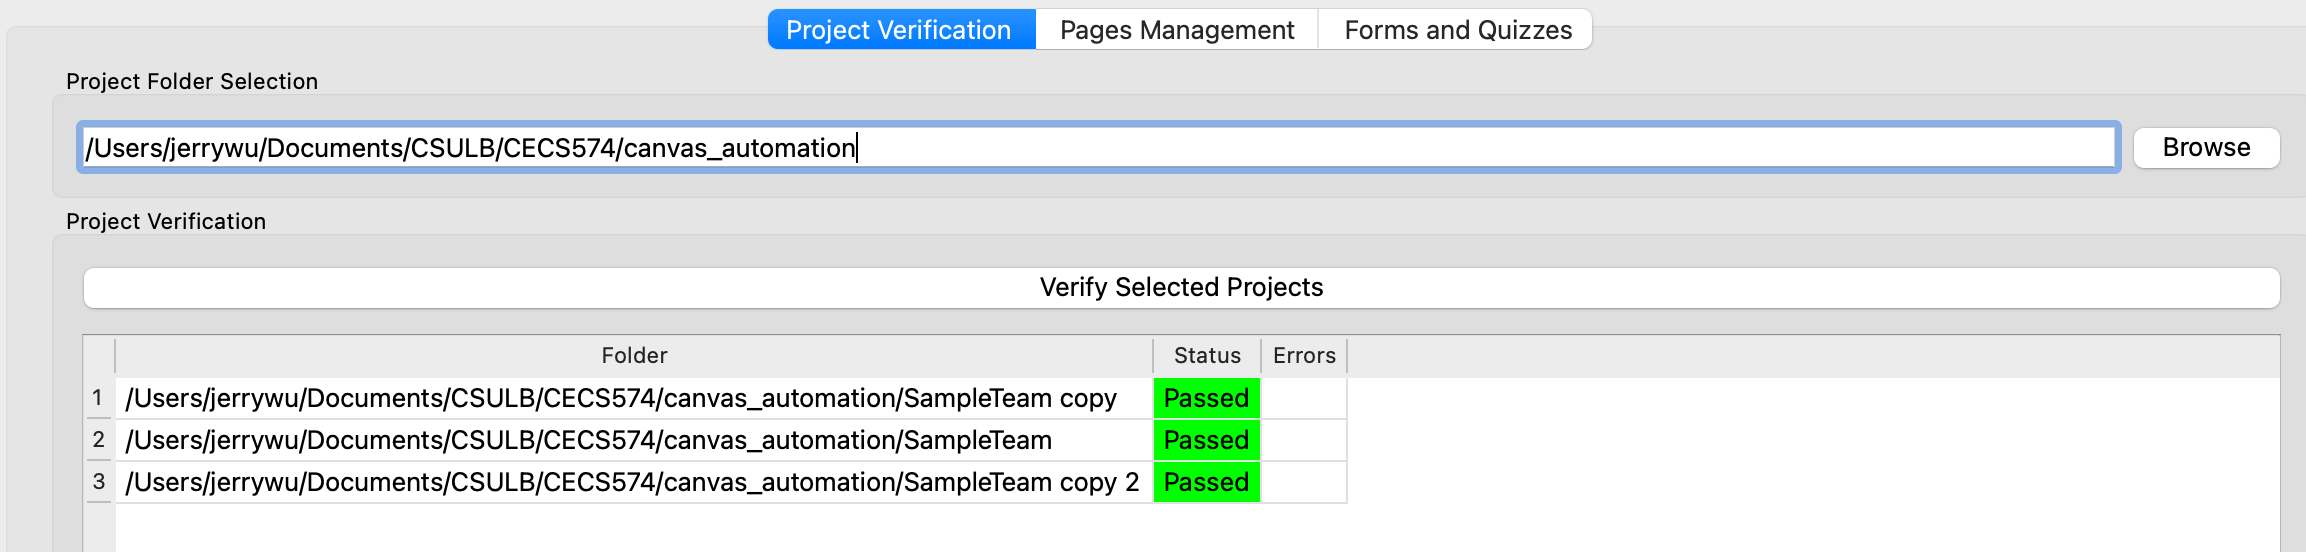 Project Verification Pages Management Forms and Quizzes
Project Folder Selection
/Users/jerrywu/Documents/CSULB/CECS574/canvas_automation Browse
Project Verification
Verify Selected Projects
Folder Status Errors
1 /Users/jerrywu/Documents/CSULB/CECS574/canvas_automation/SampleTeam copy Passed
2 /Users/jerrywu/Documents/CSULB/CECS574/canvas_automation/SampleTeam Passed
3 /Users/jerrywu/Documents/CSULB/CECS574/canvas_automation/SampleTeam copy 2 Passed